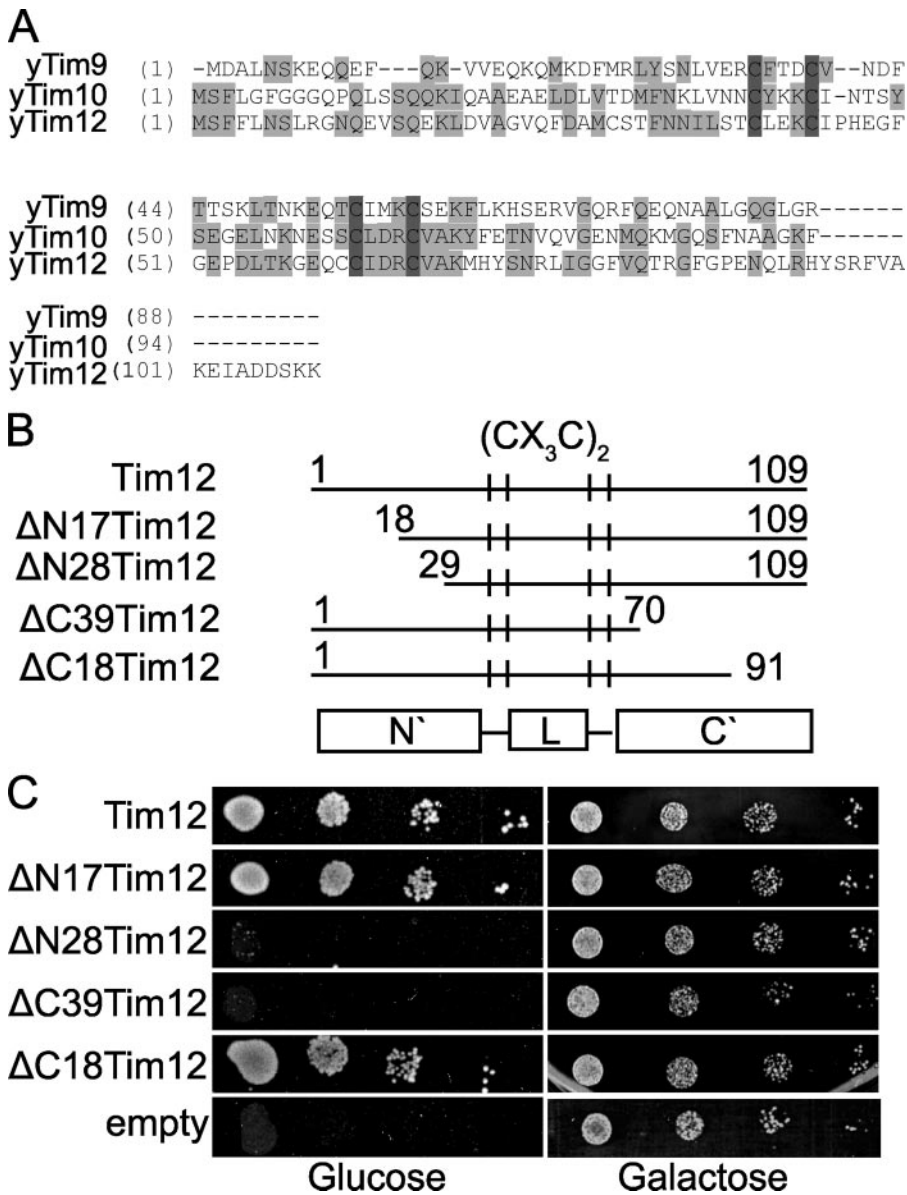 A
yTim9 (1) -MDALNSKEQQEF---QK-VVEQKQMKDFMRLYSNLVERCFTDCV--NDF
yTim10 (1) MSFLGFGGGQPQLSSQQKIQAAEAELDLVTDMFNKLVNNCYKKCI-NTSY
yTim12 (1) MSFFLNSLRGNQEVSQEKLDVAGVQFDAMCSTFNNILSTCLEKCIPHEGF
yTim9 (44) TTSKLTNKEQTCIMKCSEKFLKHSERVGQRFQEQNAALGQGLGR------
yTim10 (50) SEGELNKNESSCLDRCVAKYFETNVQVGENMQKMGQSFNAAGKF------
yTim12 (51) GEPDLTKGEQCCIDRCVAKMHYSNRLIGGFVQTRGFGPENQLRHYSRFVA
yTim9 (88) ---------
yTim10 (94) ---------
yTim12 (101) KEIADDSKK
B
(CX₃C)₂
Tim12 1 109
ΔN17Tim12 18 109
ΔN28Tim12 29 109
ΔC39Tim12 1 70
ΔC18Tim12 1 91
N` L C`
C
Tim12
ΔN17Tim12
ΔN28Tim12
ΔC39Tim12
ΔC18Tim12
empty
Glucose Galactose